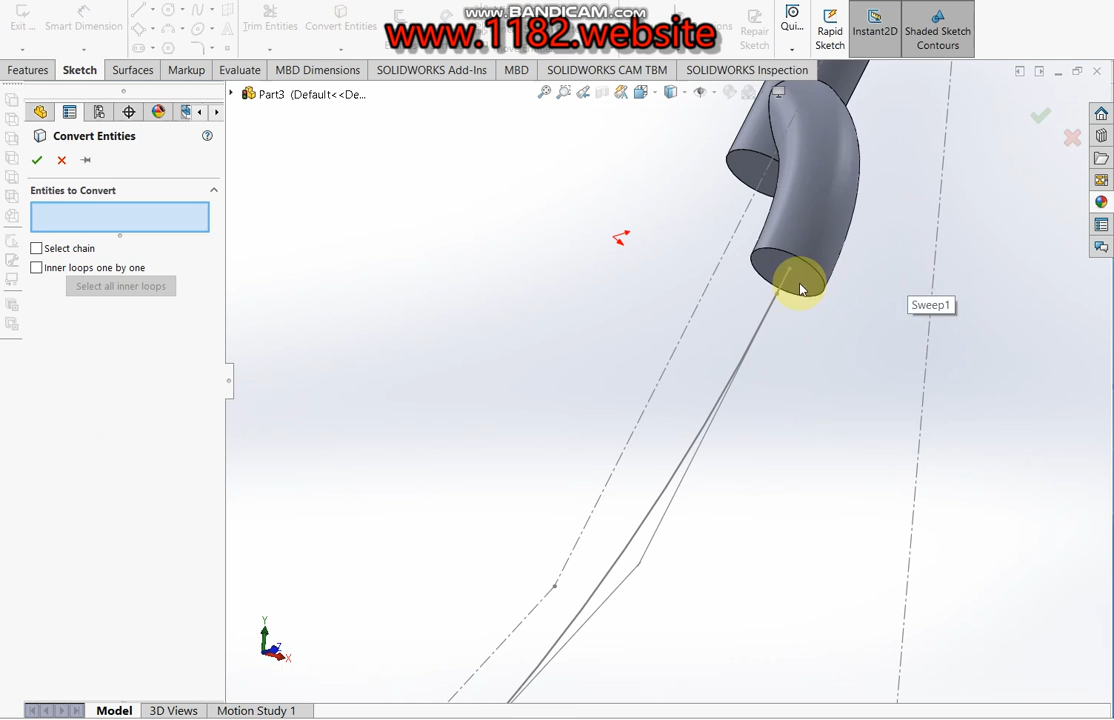 www.BANDICAM.com
www.1182.website
Exit ...
Smart Dimension
Trim Entities
Convert Entities
Repair Sketch
Qui...
Rapid Sketch
Instant2D
Shaded Sketch Contours
Features
Sketch
Surfaces
Markup
Evaluate
MBD Dimensions
SOLIDWORKS Add-Ins
MBD
SOLIDWORKS CAM TBM
SOLIDWORKS Inspection
Part3 (Default<<De...
Convert Entities
Entities to Convert
Select chain
Inner loops one by one
Select all inner loops
Sweep1
Y
Z
X
Model
3D Views
Motion Study 1